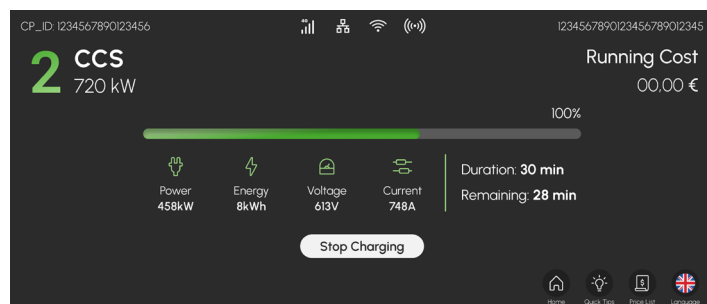 CP_ID: 1234567890123456
4G
1234567890123456789012345
2
CCS
720 kW
Running Cost
00,00 €
100%
Power
458kW
Energy
8kWh
Voltage
613V
Current
748A
Duration: 30 min
Remaining: 28 min
Stop Charging
$
Home
Quick Tips
Price List
Language